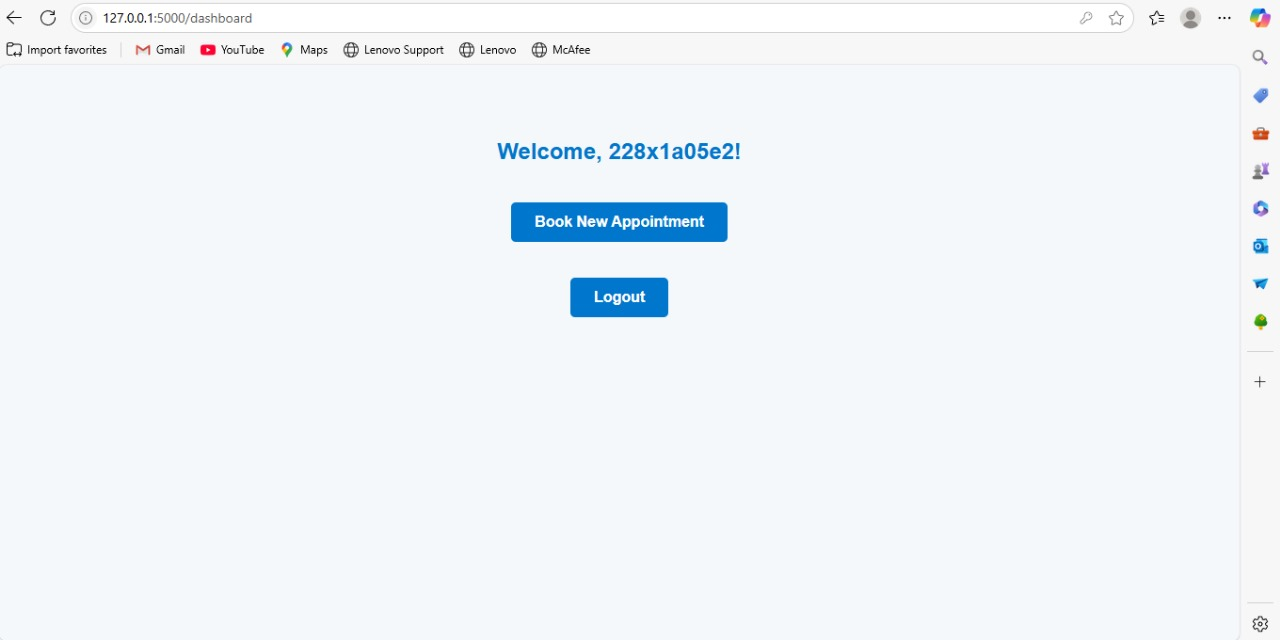 127.0.0.1:5000/dashboard
Import favorites Gmail YouTube Maps Lenovo Support Lenovo McAfee
Welcome, 228x1a05e2!
Book New Appointment
Logout